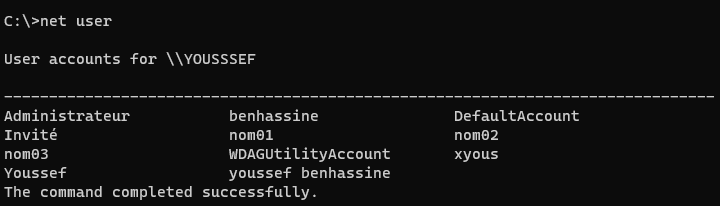 C:\>net user
User accounts for \\YOUSSSEF
-------------------------------------------------------------------------------
Administrateur           benhassine               DefaultAccount
Invité                   nom01                    nom02
nom03                    WDAGUtilityAccount       xyous
Youssef                  youssef benhassine
The command completed successfully.